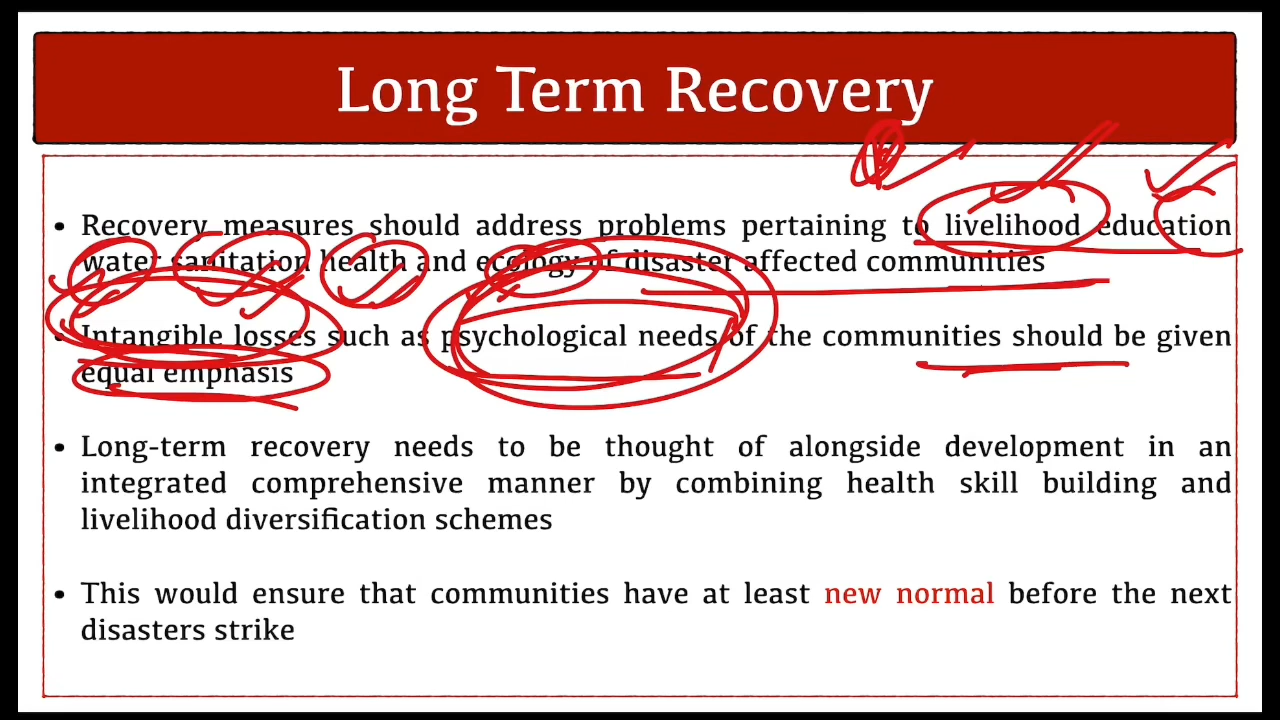 Long Term Recovery
• Recovery measures should address problems pertaining to livelihood education
water sanitation health and ecology of disaster affected communities
• Intangible losses such as psychological needs of the communities should be given
equal emphasis
• Long-term recovery needs to be thought of alongside development in an
integrated comprehensive manner by combining health skill building and
livelihood diversification schemes
• This would ensure that communities have at least new normal before the next
disasters strike